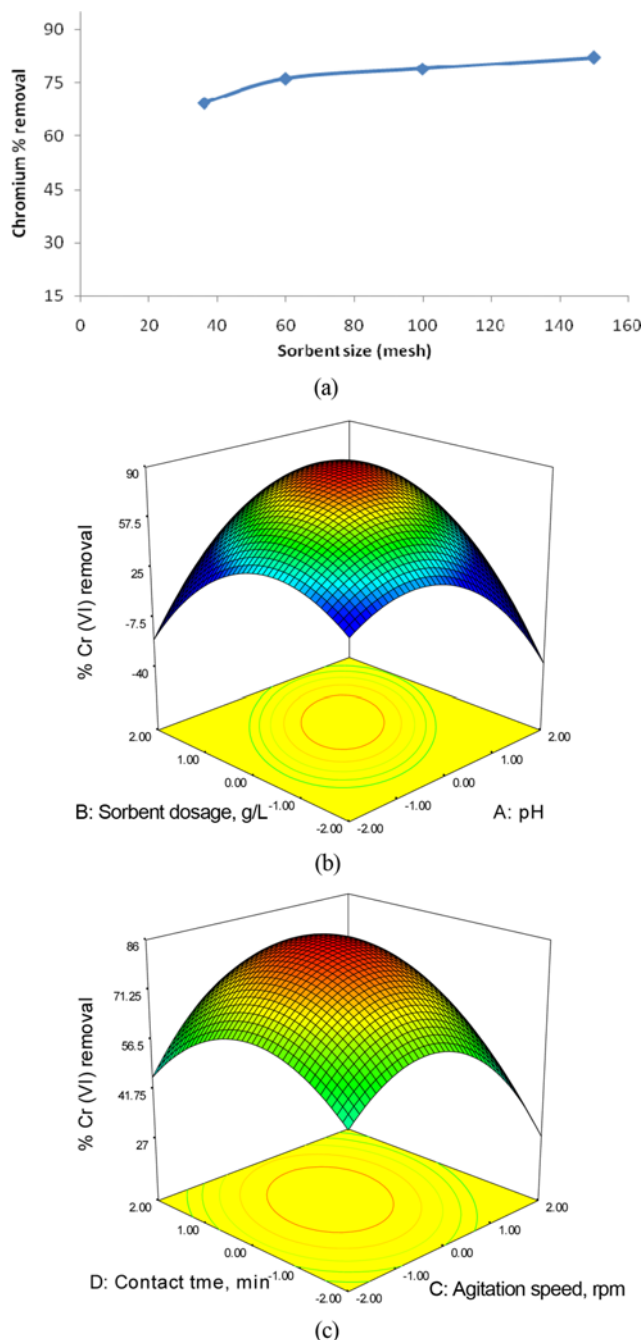 90
75
60
45
30
15
Chromium % removal
0 20 40 60 80 100 120 140 160
Sorbent size (mesh)
(a)
90
57.5
25
-7.5
-40
% Cr (VI) removal
2.00 2.00
1.00 1.00
0.00 0.00
-1.00 -1.00
-2.00 -2.00
B: Sorbent dosage, g/L A: pH
(b)
86
71.25
56.5
41.75
27
% Cr (VI) removal
2.00 2.00
1.00 1.00
0.00 0.00
-1.00 -1.00
-2.00 -2.00
D: Contact tme, min C: Agitation speed, rpm
(c)